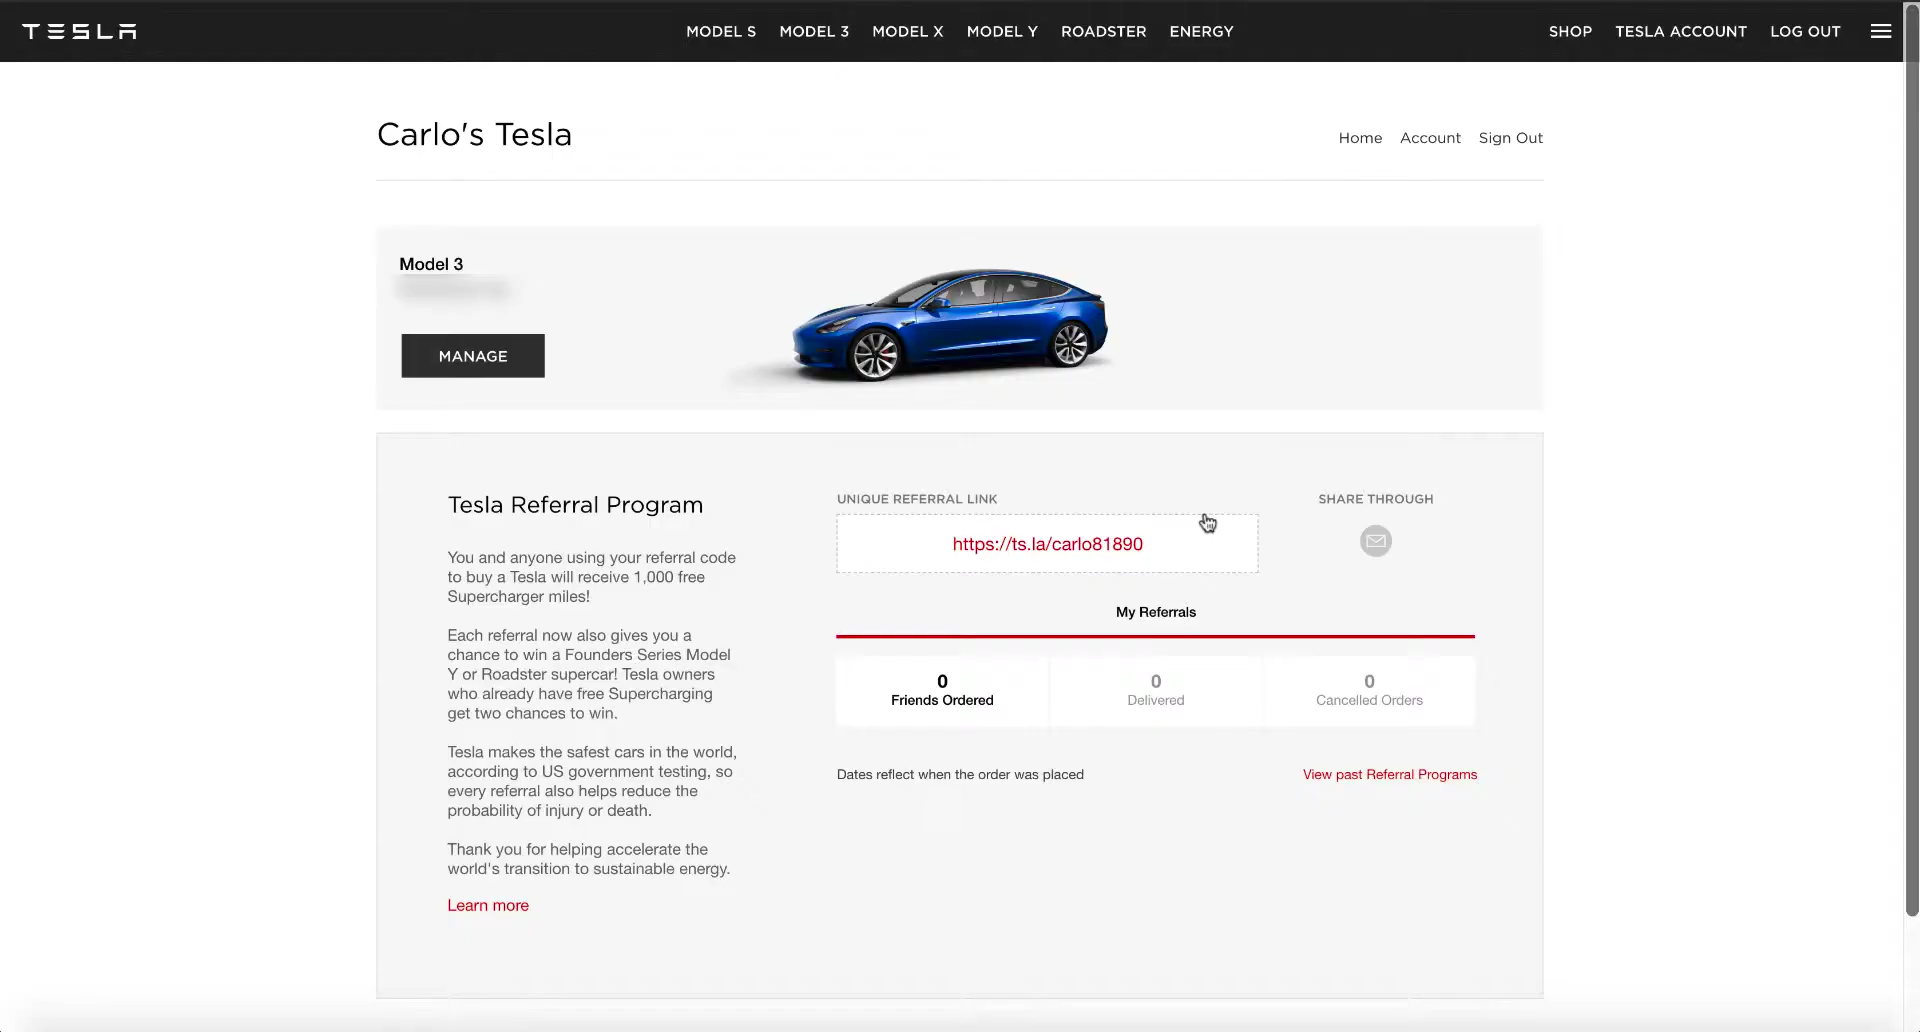 TESLA
MODEL S MODEL 3 MODEL X MODEL Y ROADSTER ENERGY
SHOP TESLA ACCOUNT LOG OUT
Carlo's Tesla
Home Account Sign Out
Model 3
MANAGE
Tesla Referral Program
You and anyone using your referral code
to buy a Tesla will receive 1,000 free
Supercharger miles!
Each referral now also gives you a
chance to win a Founders Series Model
Y or Roadster supercar! Tesla owners
who already have free Supercharging
get two chances to win.
Tesla makes the safest cars in the world,
according to US government testing, so
every referral also helps reduce the
probability of injury or death.
Thank you for helping accelerate the
world's transition to sustainable energy.
Learn more
UNIQUE REFERRAL LINK
https://ts.la/carlo81890
SHARE THROUGH
My Referrals
0
Friends Ordered
0
Delivered
0
Cancelled Orders
Dates reflect when the order was placed
View past Referral Programs